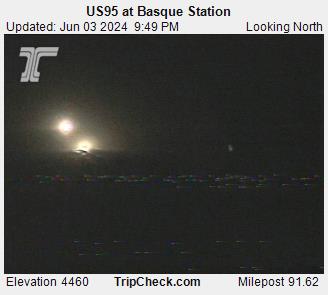 US95 at Basque Station
Updated: Jun 03 2024 9:49 PM Looking North
Elevation 4460 TripCheck.com Milepost 91.62